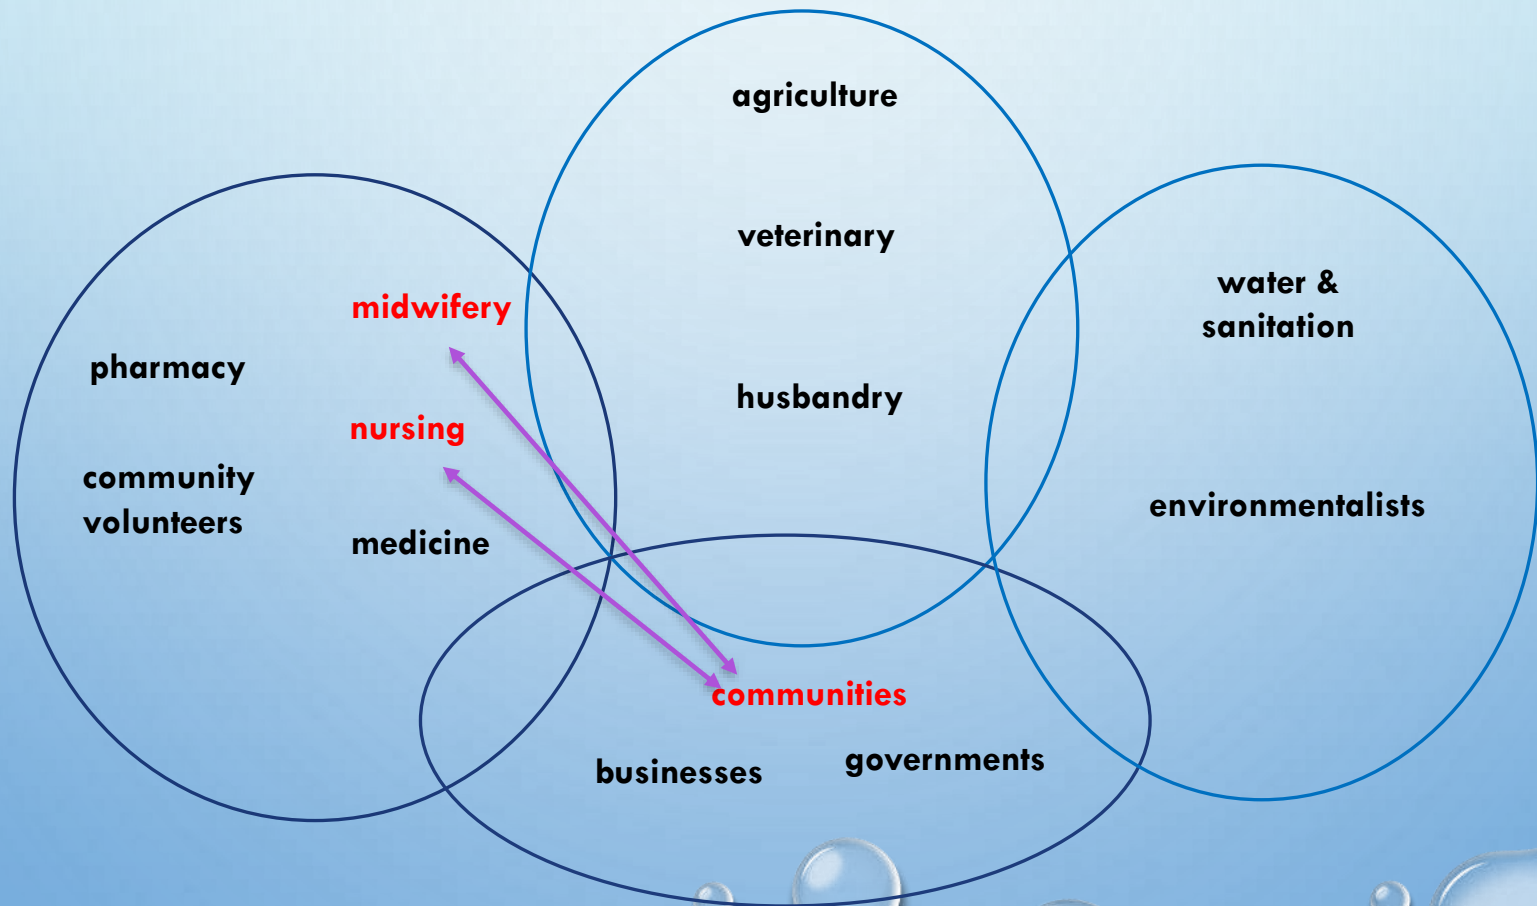 agriculture
veterinary
husbandry
midwifery
pharmacy
nursing
community
volunteers
medicine
water &
sanitation
environmentalists
communities
businesses
governments